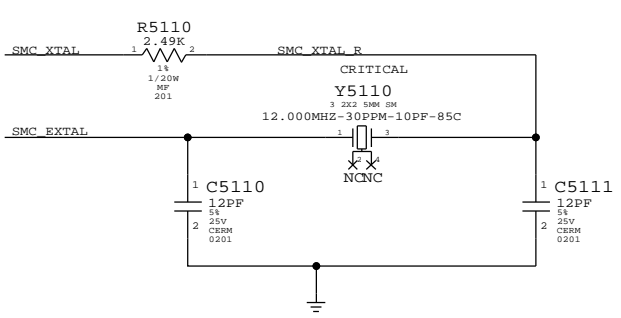 R5110
2.49K
SMC_XTAL
1
2
SMC_XTAL_R
1%
1/20W
MF
201
CRITICAL
Y5110
3 2X2 5MM SM
12.000MHZ-30PPM-10PF-85C
SMC_EXTAL
1
3
2
4
NC
NC
1
C5110
12PF
5%
25V
CERM
0201
2
1
C5111
12PF
5%
25V
CERM
0201
2